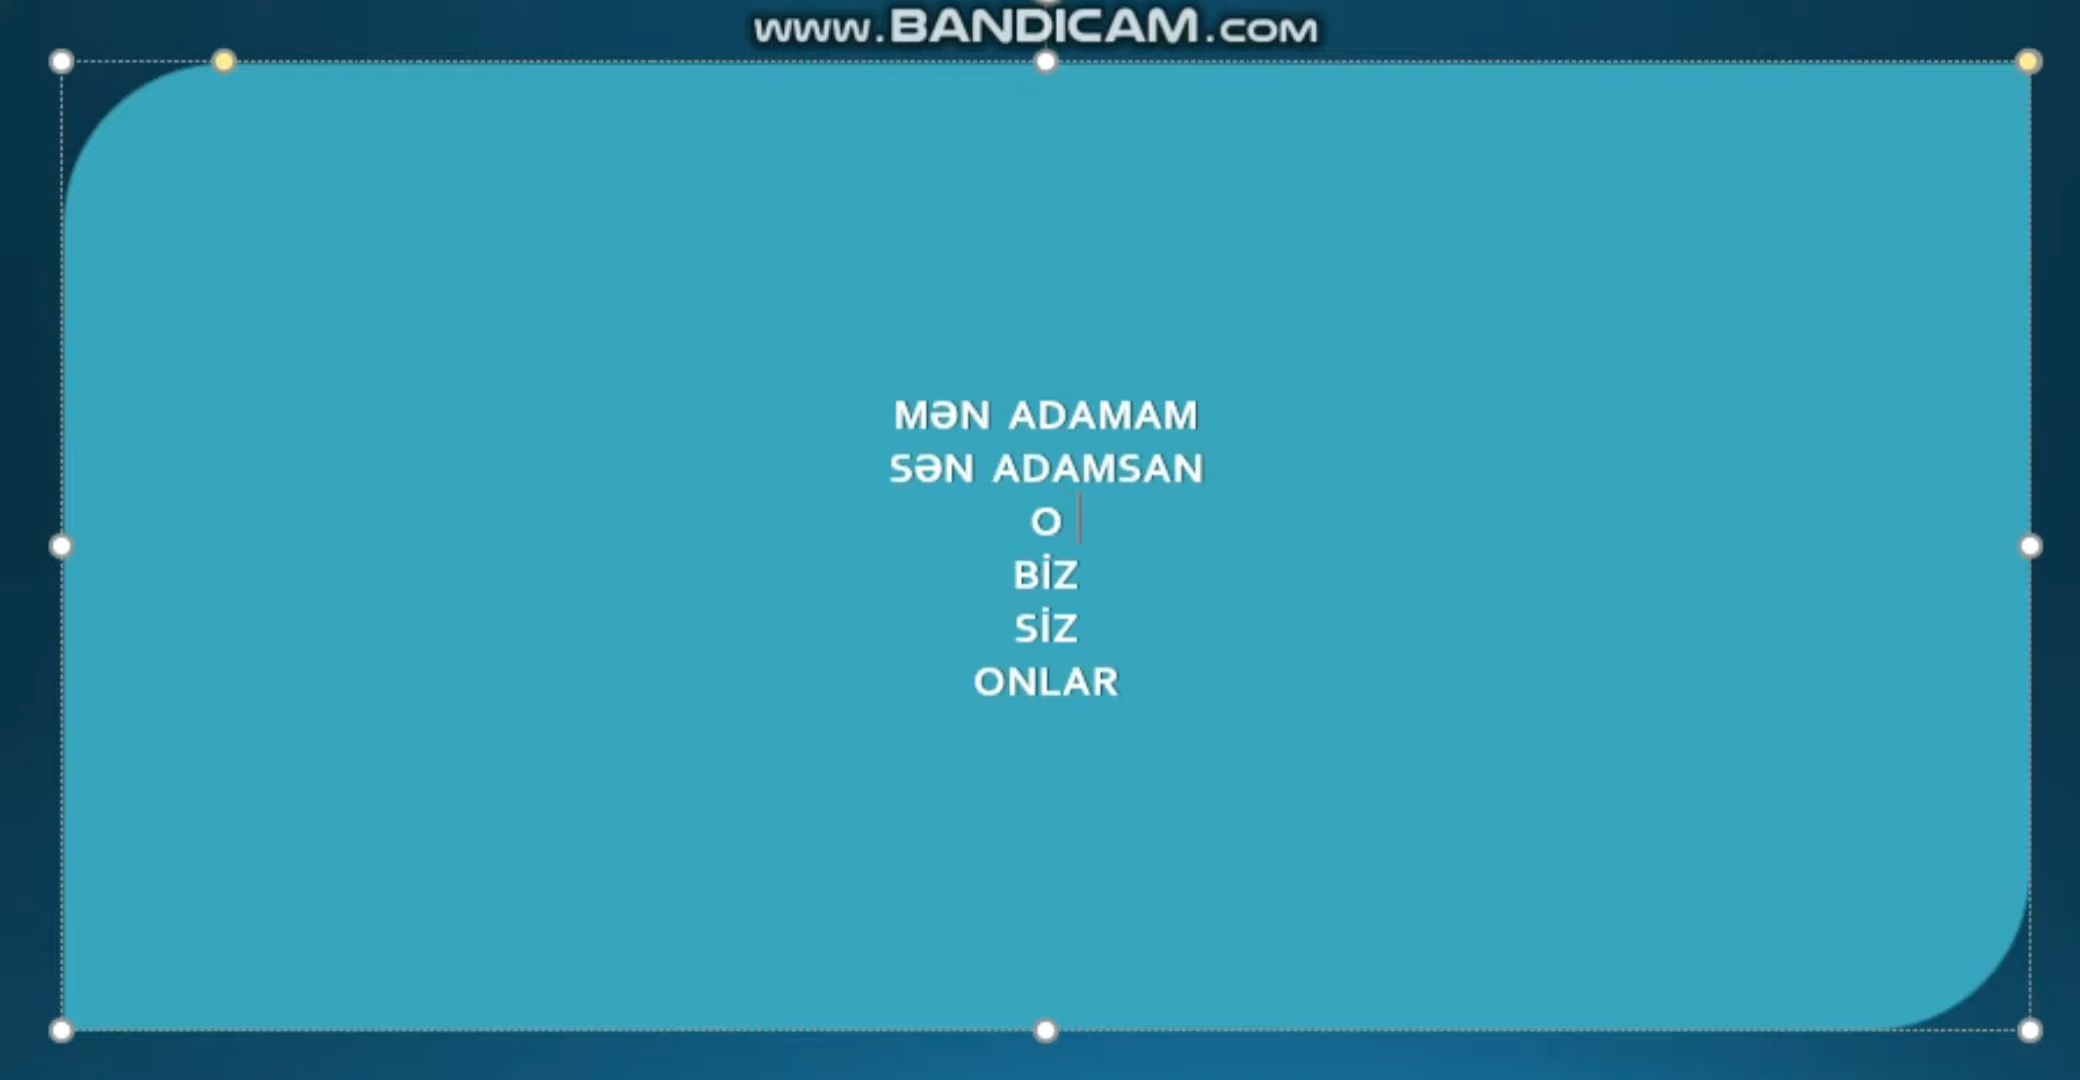 www.BANDICAM.com
MƏN ADAMAM
SƏN ADAMSAN
O
BİZ
SİZ
ONLAR